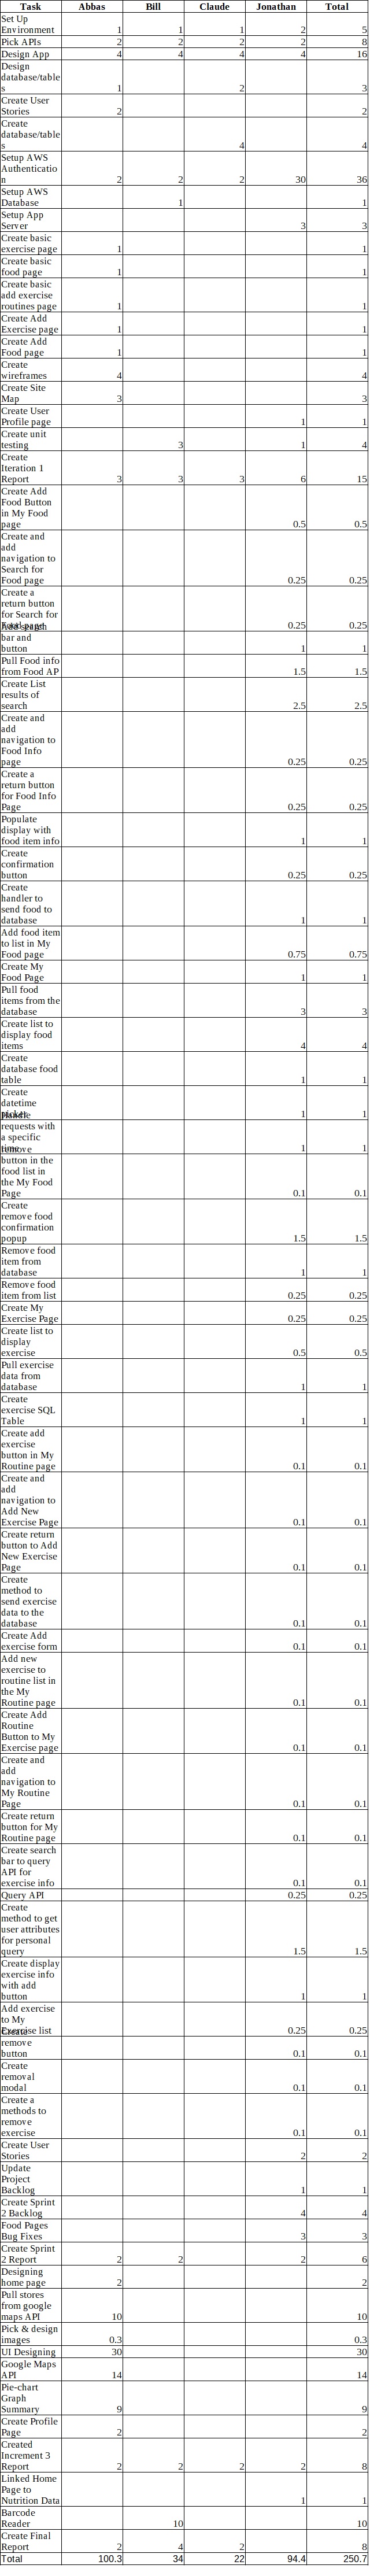 Task Abbas Bill Claude Jonathan Total
Set Up
Environment 1 1 1 2 5
Pick APIs 2 2 2 2 8
Design App 4 4 4 4 16
Design
database/table
s 1 2 3
Create User
Stories 2 2
Create
database/table
s 4 4
Setup AWS
Authenticatio
n 2 2 2 30 36
Setup AWS
Database 1 1
Setup App
Server 3 3
Create basic
exercise page 1 1
Create basic
food page 1 1
Create basic
add exercise
routines page 1 1
Create Add
Exercise page 1 1
Create Add
Food page 1 1
Create
wireframes 4 4
Create Site
Map 3 3
Create User
Profile page 1 1
Create unit
testing 3 1 4
Create
Iteration 1
Report 3 3 3 6 15
Create Add
Food Button
in My Food
page 0.5 0.5
Create and
add
navigation to
Search for
Food page 0.25 0.25
Create a
return button
for Search for
Food page 0.25 0.25
Add search
bar and
button 1 1
Pull Food info
from Food AP 1.5 1.5
Create List
results of
search 2.5 2.5
Create and
add
navigation to
Food Info
page 0.25 0.25
Create a
return button
for Food Info
Page 0.25 0.25
Populate
display with
food item info 1 1
Create
confirmation
button 0.25 0.25
Create
handler to
send food to
database 1 1
Add food item
to list in My
Food page 0.75 0.75
Create My
Food Page 1 1
Pull food
items from the
database 3 3
Create list to
display food
items 4 4
Create
database food
table 1 1
Create
datetime
picker 1 1
Handle
requests with
a specific
time 1 1
remove
button in the
food list in
the My Food
Page 0.1 0.1
Create
remove food
confirmation
popup 1.5 1.5
Remove food
item from
database 1 1
Remove food
item from list 0.25 0.25
Create My
Exercise Page 0.25 0.25
Create list to
display
exercise 0.5 0.5
Pull exercise
data from
database 1 1
Create
exercise SQL
Table 1 1
Create add
exercise
button in My
Routine page 0.1 0.1
Create and
add
navigation to
Add New
Exercise Page 0.1 0.1
Create return
button to Add
New Exercise
Page 0.1 0.1
Create
method to
send exercise
data to the
database 0.1 0.1
Create Add
exercise form 0.1 0.1
Add new
exercise to
routine list in
the My
Routine page 0.1 0.1
Create Add
Routine
Button to My
Exercise page 0.1 0.1
Create and
add
navigation to
My Routine
Page 0.1 0.1
Create return
button for My
Routine page 0.1 0.1
Create search
bar to query
API for
exercise info 0.1 0.1
Query API 0.25 0.25
Create
method to get
user attributes
for personal
query 1.5 1.5
Create display
exercise info
with add
button 1 1
Add exercise
to My
Exercise list 0.25 0.25
Create
remove
button 0.1 0.1
Create
removal
modal 0.1 0.1
Create a
methods to
remove
exercise 0.1 0.1
Create User
Stories 2 2
Update
Project
Backlog 1 1
Create Sprint
2 Backlog 4 4
Food Pages
Bug Fixes 3 3
Create Sprint
2 Report 2 2 2 6
Designing
home page 2 2
Pull stores
from google
maps API 10 10
Pick & design
images 0.3 0.3
UI Designing 30 30
Google Maps
API 14 14
Pie-chart
Graph
Summary 9 9
Create Profile
Page 2 2
Created
Increment 3
Report 2 2 2 2 8
Linked Home
Page to
Nutrition Data 1 1
Barcode
Reader 10 10
Create Final
Report 2 4 2 8
Total 100.3 34 22 94.4 250.7